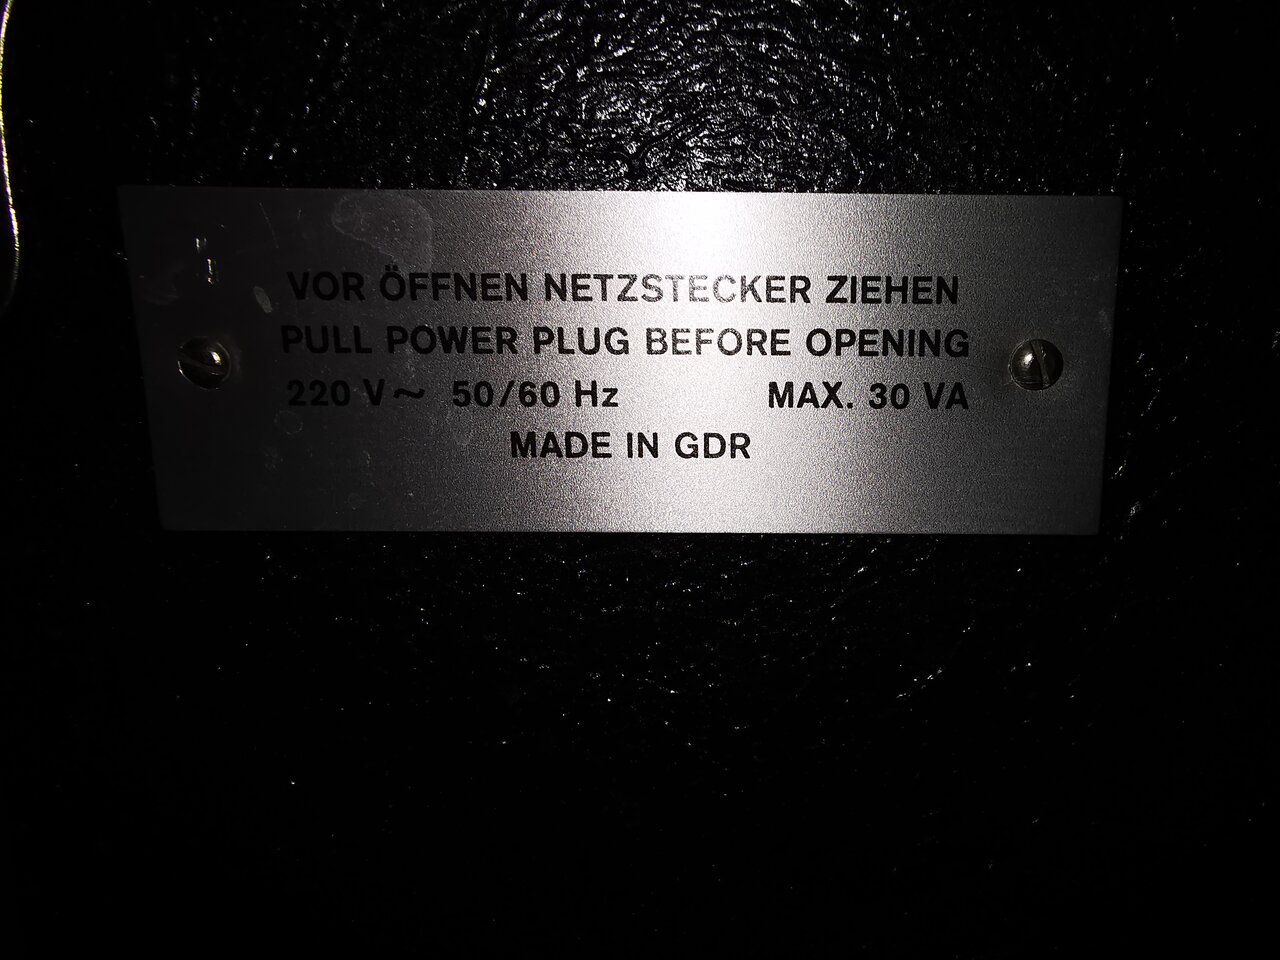 VOR ÖFFNEN NETZSTECKER ZIEHEN
PULL POWER PLUG BEFORE OPENING
220 V~ 50/60 Hz MAX. 30 VA
MADE IN GDR